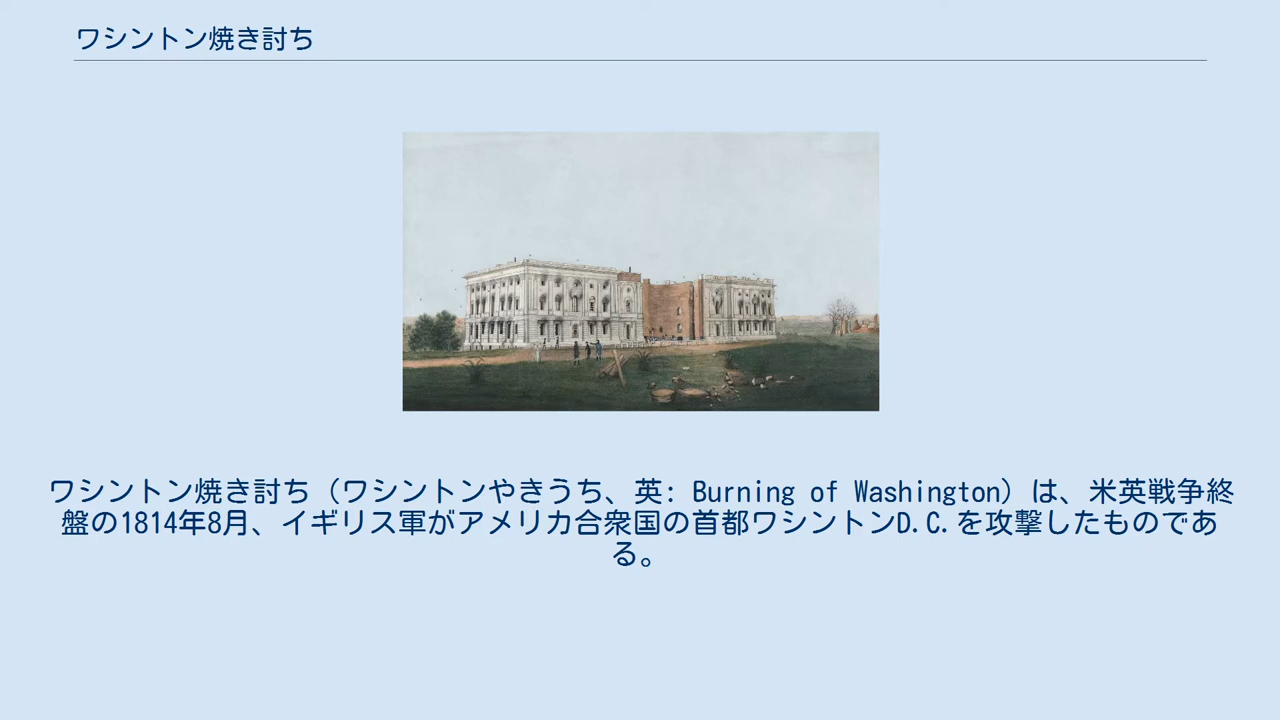 ワシントン焼き討ち
ワシントン焼き討ち（ワシントンやきうち、英: Burning of Washington）は、米英戦争終
盤の1814年8月、イギリス軍がアメリカ合衆国の首都ワシントンD.C.を攻撃したものであ
る。